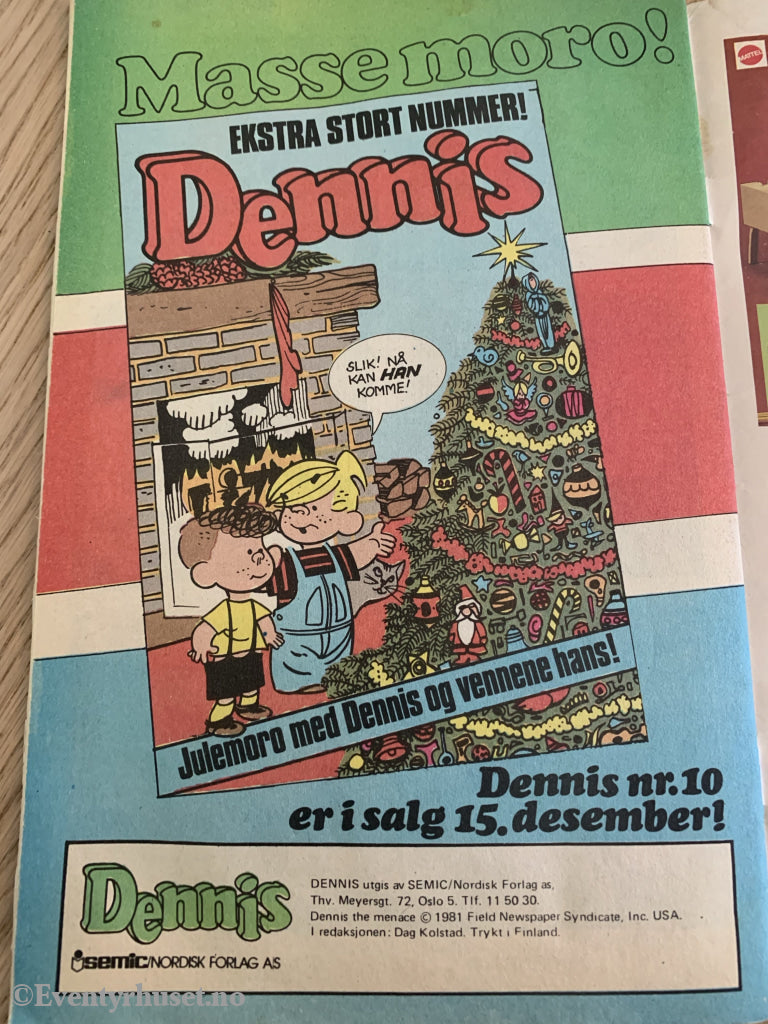 Masse moro!
MATTEL
EKSTRA STORT NUMMER!
Dennis
SLIK! NÅ
KAN HAN
KOMME!
Julemoro med Dennis og vennene hans!
Dennis nr. 10
er i salg 15. desember!
Dennis
semic/NORDISK FORLAG A/S
DENNIS utgis av SEMIC/Nordisk Forlag as,
Thv. Meyersgt. 72, Oslo 5. Tlf. 11 50 30.
Dennis the menace © 1981 Field Newspaper Syndicate, Inc. USA.
I redaksjonen: Dag Kolstad. Trykt i Finland.
©Eventyrhuset.no